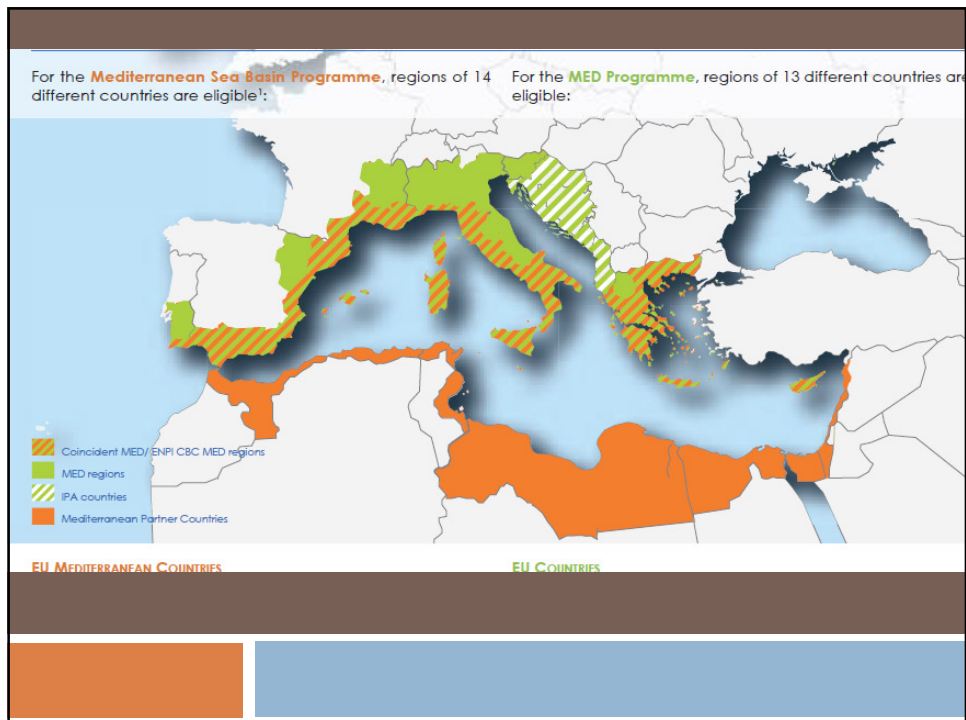 For the Mediterranean Sea Basin Programme, regions of 14
different countries are eligible¹:
For the MED Programme, regions of 13 different countries are
eligible:
Coincident MED/ ENPI CBC MED regions
MED regions
IPA countries
Mediterranean Partner Countries
EU MEDITERRANEAN COUNTRIES
EU COUNTRIES